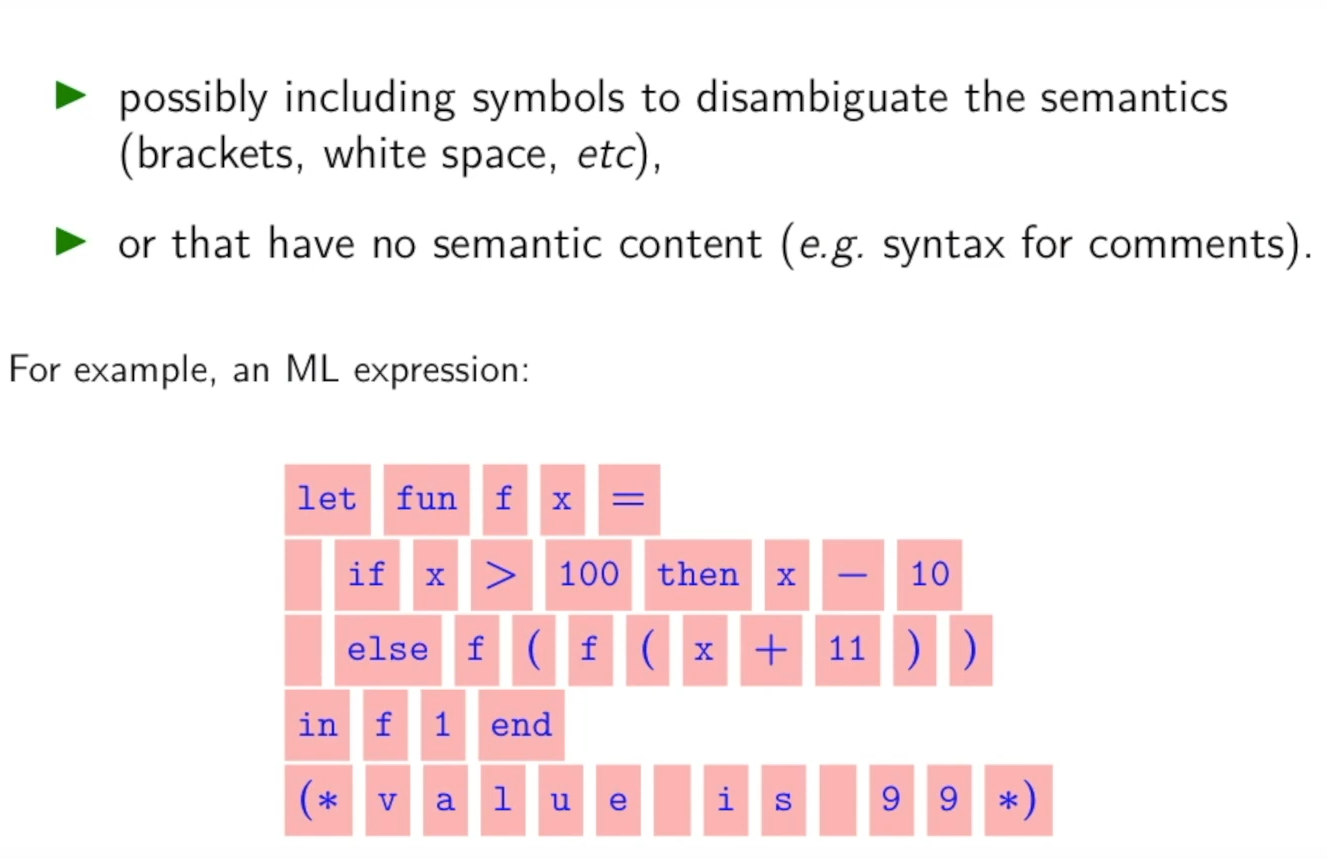 ▶ possibly including symbols to disambiguate the semantics
(brackets, white space, etc),
▶ or that have no semantic content (e.g. syntax for comments).
For example, an ML expression:
let fun f x =
if x > 100 then x − 10
else f ( f ( x + 11 ) )
in f 1 end
(* v a l u e i s 9 9 *)